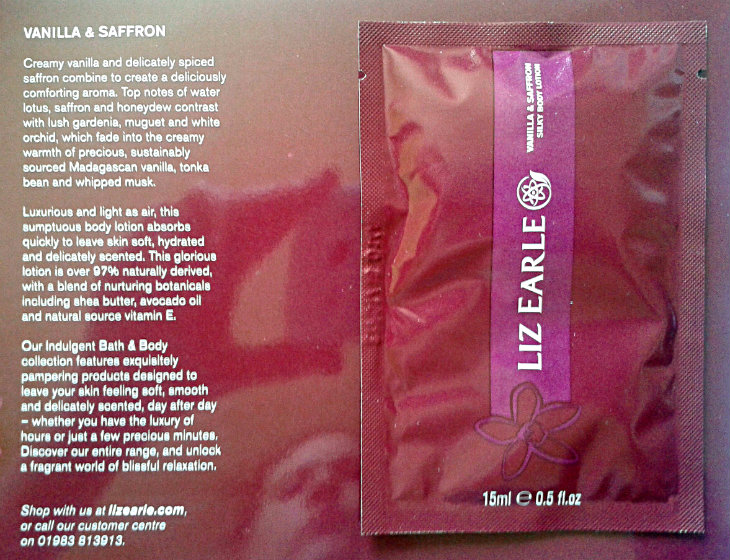 VANILLA & SAFFRON
Creamy vanilla and delicately spiced
saffron combine to create a deliciously
comforting aroma. Top notes of water
lotus, saffron and honeydew contrast
with lush gardenia, muguet and white
orchid, which fade into the creamy
warmth of precious, sustainably
sourced Madagascan vanilla, tonka
bean and whipped musk.
Luxurious and light as air, this
sumptuous body lotion absorbs
quickly to leave skin soft, hydrated
and delicately scented. This glorious
lotion is over 97% naturally derived,
with a blend of nurturing botanicals
including shea butter, avocado oil
and natural source vitamin E.
Our Indulgent Bath & Body
collection features exquisitely
pampering products designed to
leave your skin feeling soft, smooth
and delicately scented, day after day
– whether you have the luxury of
hours or just a few precious minutes.
Discover our entire range, and unlock
a fragrant world of blissful relaxation.
Shop with us at lizearle.com,
or call our customer centre
on 01983 813913.
LIZ EARLE
VANILLA & SAFFRON
SILKY BODY LOTION
15ml ℮ 0.5 fl.oz